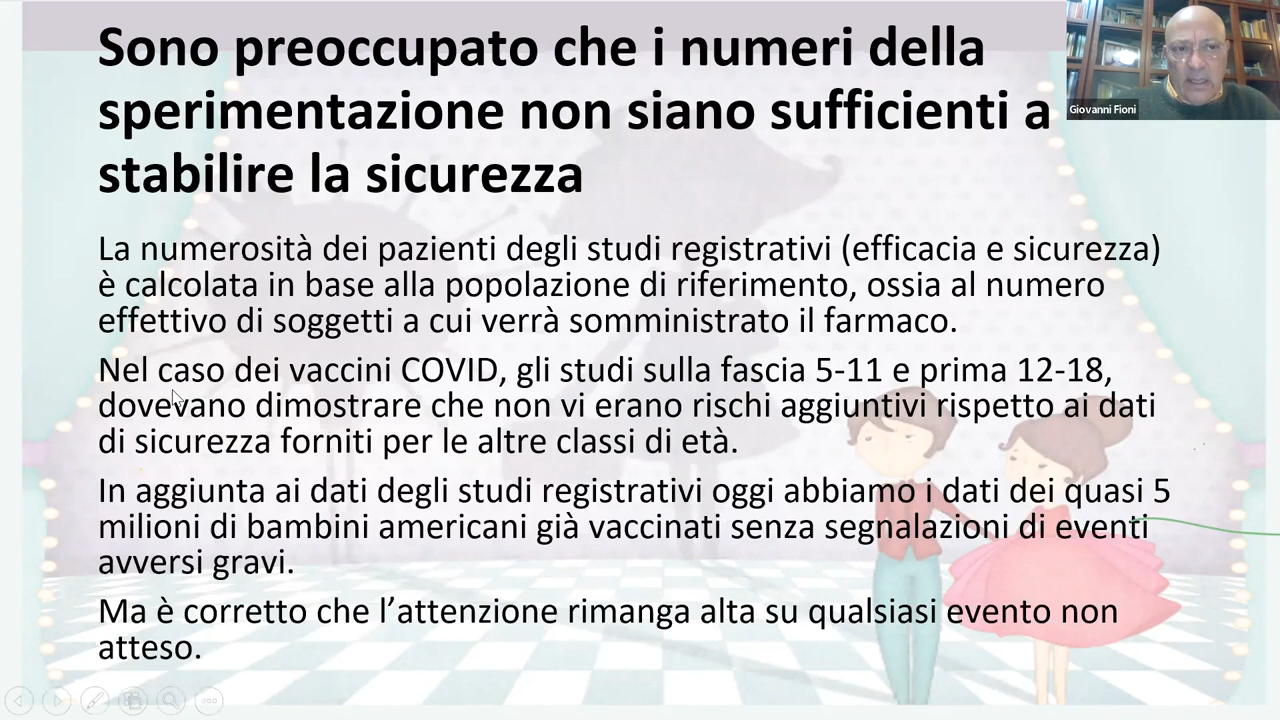 Sono preoccupato che i numeri della
sperimentazione non siano sufficienti a
stabilire la sicurezza
Giovanni Fioni
La numerosità dei pazienti degli studi registrativi (efficacia e sicurezza)
è calcolata in base alla popolazione di riferimento, ossia al numero
effettivo di soggetti a cui verrà somministrato il farmaco.
Nel caso dei vaccini COVID, gli studi sulla fascia 5-11 e prima 12-18,
dovevano dimostrare che non vi erano rischi aggiuntivi rispetto ai dati
di sicurezza forniti per le altre classi di età.
In aggiunta ai dati degli studi registrativi oggi abbiamo i dati dei quasi 5
milioni di bambini americani già vaccinati senza segnalazioni di eventi
avversi gravi.
Ma è corretto che l’attenzione rimanga alta su qualsiasi evento non
atteso.